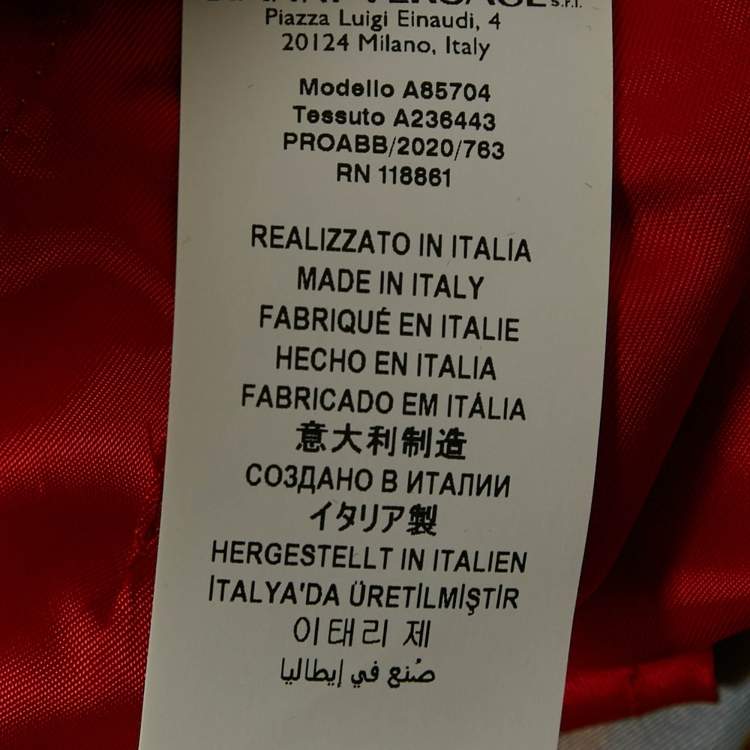 VERSACE s.r.l.
Piazza Luigi Einaudi, 4
20124 Milano, Italy
Modello A85704
Tessuto A236443
PROABB/2020/763
RN 118861
REALIZZATO IN ITALIA
MADE IN ITALY
FABRIQUÉ EN ITALIE
HECHO EN ITALIA
FABRICADO EM ITÁLIA
意大利制造
СОЗДАНО В ИТАЛИИ
イタリア製
HERGESTELLT IN ITALIEN
İTALYA'DA ÜRETİLMİŞTİR
이태리 제
صُنع في إيطاليا